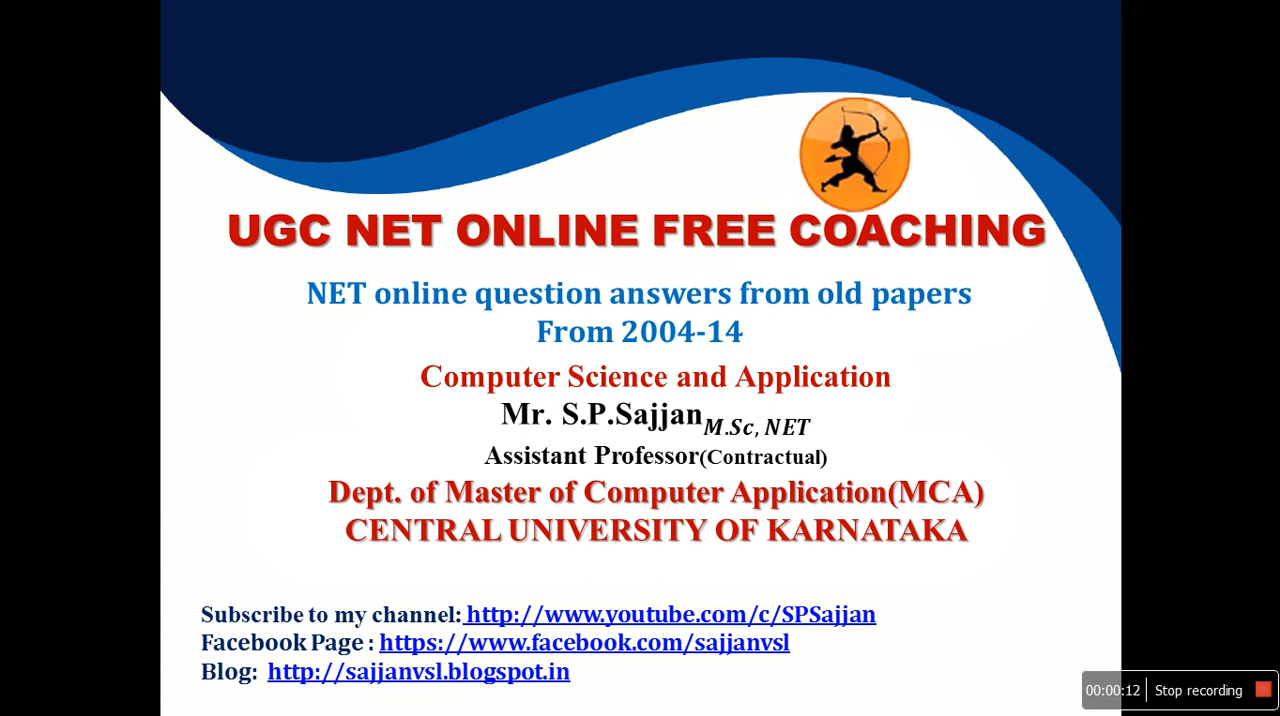 UGC NET ONLINE FREE COACHING
NET online question answers from old papers
From 2004-14
Computer Science and Application
Mr. S.P.Sajjan M.Sc, NET
Assistant Professor(Contractual)
Dept. of Master of Computer Application(MCA)
CENTRAL UNIVERSITY OF KARNATAKA
Subscribe to my channel: http://www.youtube.com/c/SPSajjan
Facebook Page : https://www.facebook.com/sajjanvsl
Blog: http://sajjanvsl.blogspot.in
00:00:12 Stop recording